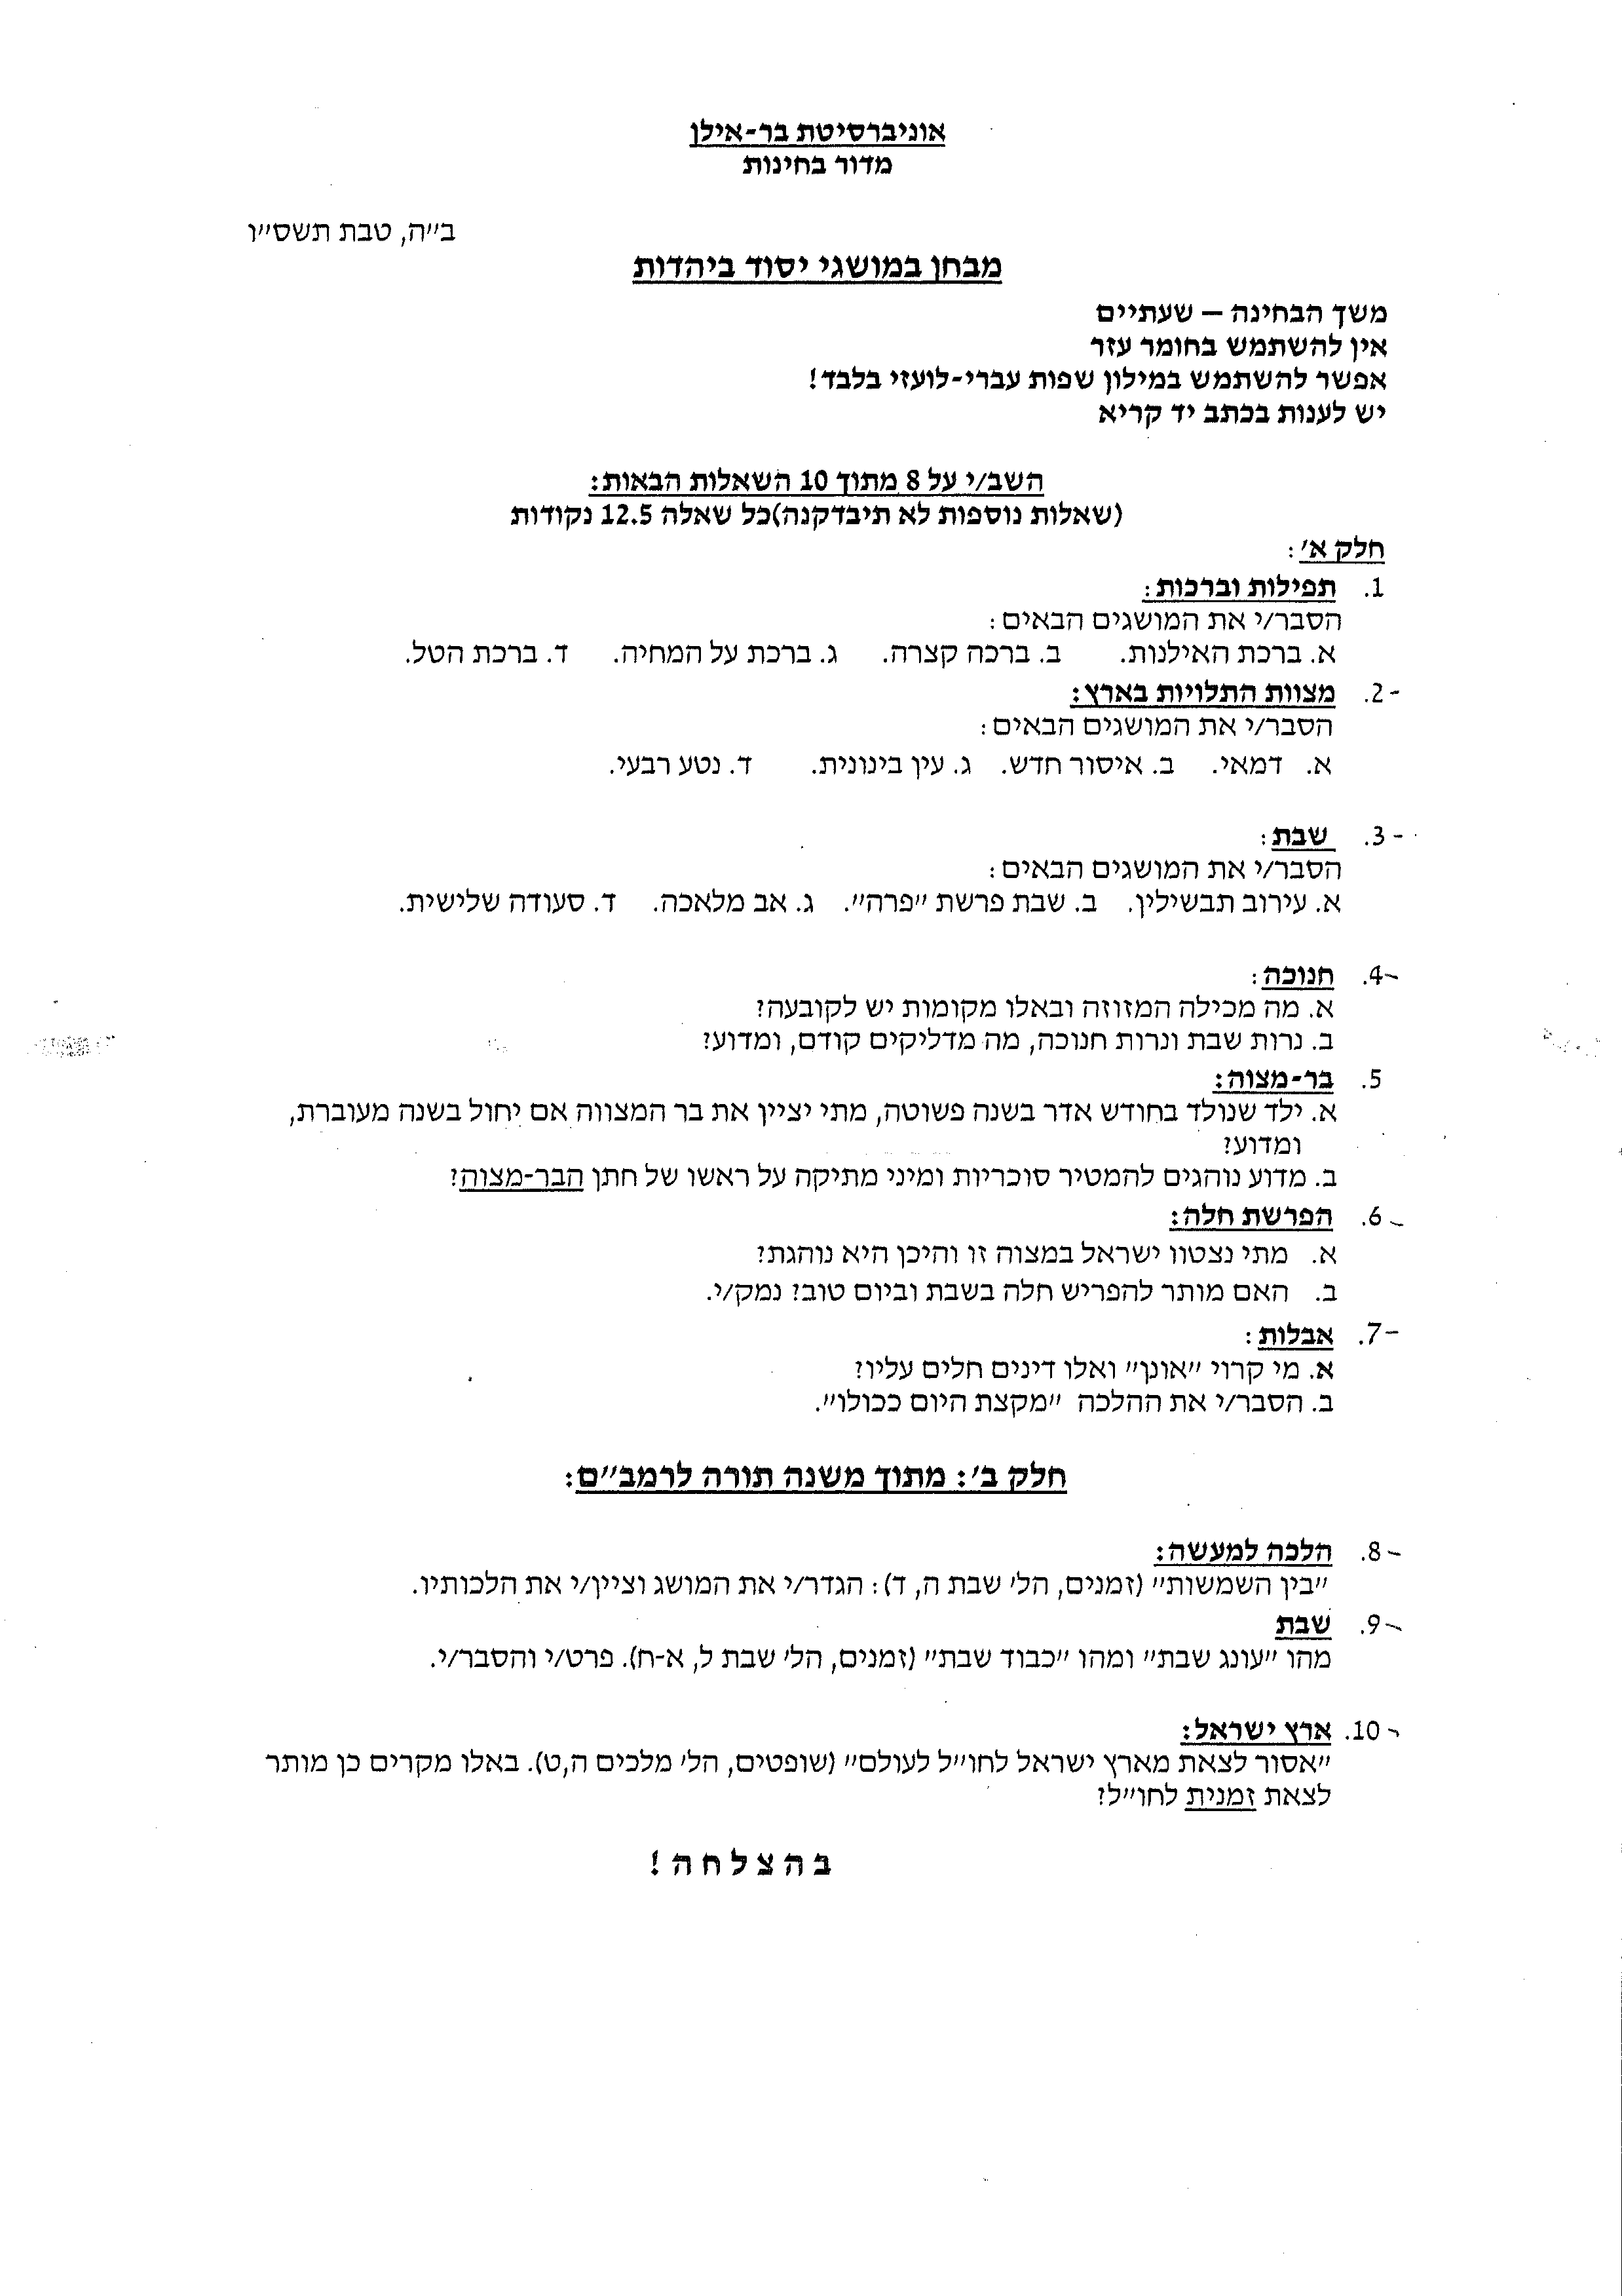 אוניברסיטת בר-אילן
מדור בחינות
ב״ה, טבת תשס״ו
מבחן במושגי יסוד ביהדות
משך הבחינה – שעתיים
אין להשתמש בחומר עזר
אפשר להשתמש במילון שפות עברי-לועזי בלבד!
יש לענות בכתב יד קריא
השב/י על 8 מתוך 10 השאלות הבאות:
(שאלות נוספות לא תיבדקנה)כל שאלה 12.5 נקודות
חלק א׳:
1. תפילות וברכות:
הסבר/י את המושגים הבאים:
א. ברכת האילנות. ב. ברכה קצרה. ג. ברכת על המחיה. ד. ברכת הטל.
-2. מצוות התלויות בארץ:
הסבר/י את המושגים הבאים:
א. דמאי. ב. איסור חדש. ג. עין בינונית. ד. נטע רבעי.
-3. שבת:
הסבר/י את המושגים הבאים:
א. עירוב תבשילין. ב. שבת פרשת ״פרה״. ג. אב מלאכה. ד. סעודה שלישית.
-4. חנוכה:
א. מה מכילה המזוזה ובאלו מקומות יש לקובעה?
ב. נרות שבת ונרות חנוכה, מה מדליקים קודם, ומדוע?
5. בר-מצוה:
א. ילד שנולד בחודש אדר בשנה פשוטה, מתי יציין את בר המצווה אם יחול בשנה מעוברת,
ומדוע?
ב. מדוע נוהגים להמטיר סוכריות ומיני מתיקה על ראשו של חתן הבר-מצוה?
-6. הפרשת חלה:
א. מתי נצטוו ישראל במצוה זו והיכן היא נוהגת?
ב. האם מותר להפריש חלה בשבת וביום טוב? נמק/י.
-7. אבלות:
א. מי קרוי ״אונן״ ואלו דינים חלים עליו?
ב. הסבר/י את ההלכה ״מקצת היום ככולו״.
חלק ב׳: מתוך משנה תורה לרמב״ם:
-8. הלכה למעשה:
״בין השמשות״ (זמנים, הל׳ שבת ה, ד): הגדר/י את המושג וציין/י את הלכותיו.
-9. שבת
מהו ״עונג שבת״ ומהו ״כבוד שבת״ (זמנים, הל׳ שבת ל, א-ח). פרט/י והסבר/י.
-10. ארץ ישראל:
״אסור לצאת מארץ ישראל לחו״ל לעולם״ (שופטים, הל׳ מלכים ה,ט). באלו מקרים כן מותר
לצאת זמנית לחו״ל?
בהצלחה!